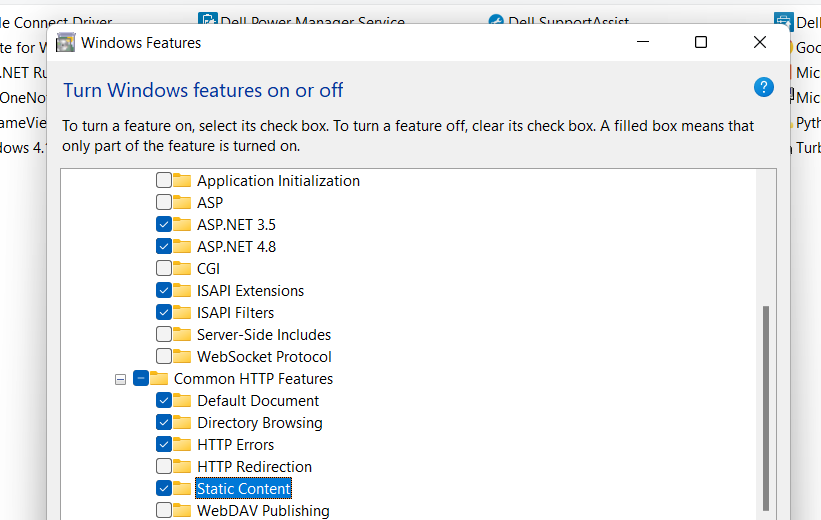 le Connect Driver
Dell Power Manager Service
Dell SupportAssist
Dell
Windows Features
Turn Windows features on or off
?
To turn a feature on, select its check box. To turn a feature off, clear its check box. A filled box means that
only part of the feature is turned on.
Application Initialization
ASP
ASP.NET 3.5
ASP.NET 4.8
CGI
ISAPI Extensions
ISAPI Filters
Server-Side Includes
WebSocket Protocol
Common HTTP Features
Default Document
Directory Browsing
HTTP Errors
HTTP Redirection
Static Content
WebDAV Publishing
ite for W
.NET Ru
OneNo
ameVie
dows 4.
Goo
Mic
Mic
Pyth
Turb